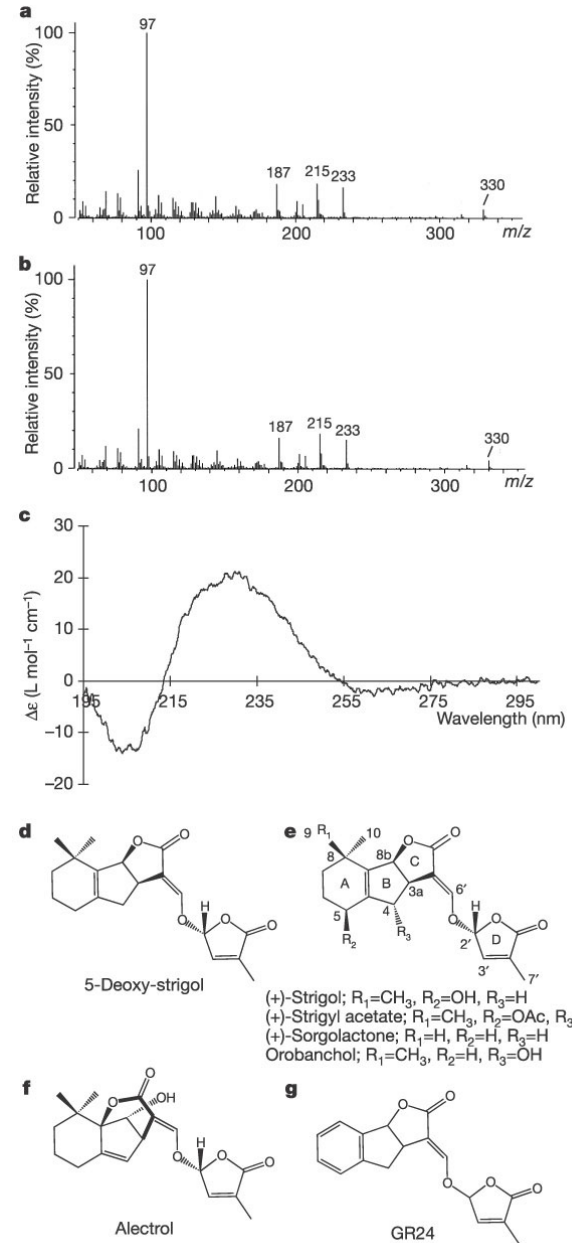 a
Relative intensity (%)
100
50
0
97
187
215
233
330
100
200
300
m/z
b
Relative intensity (%)
100
50
0
97
187
215
233
330
100
200
300
m/z
c
Δε (L mol⁻¹ cm⁻¹)
30
20
10
0
−10
−20
195
215
235
255
275
295
Wavelength (nm)
d
O
O
O
H
O
O
5-Deoxy-strigol
e
9
R₁
10
8
8b
O
O
C
A
B
3a
6'
5
4
R₂
R₃
O
H
2'
O
D
O
3'
7'
(+)-Strigol; R₁=CH₃, R₂=OH, R₃=H
(+)-Strigyl acetate; R₁=CH₃, R₂=OAc, R₃
(+)-Sorgolactone; R₁=H, R₂=H, R₃=H
Orobanchol; R₁=CH₃, R₂=H, R₃=OH
f
O
O
OH
O
H
O
O
Alectrol
g
O
O
O
O
O
GR24